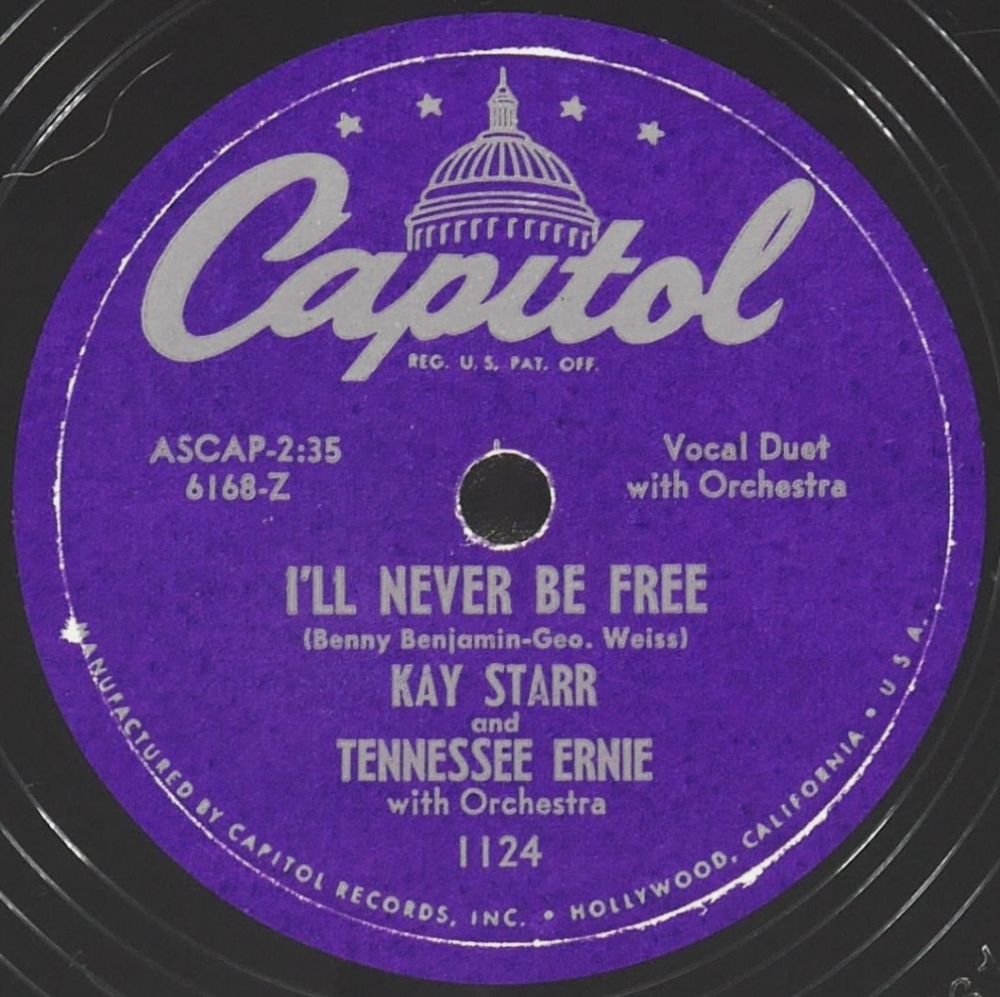 Capitol
REG. U.S. PAT. OFF.
ASCAP-2:35
6168-Z
Vocal Duet
with Orchestra
I'LL NEVER BE FREE
(Benny Benjamin-Geo. Weiss)
KAY STARR
and
TENNESSEE ERNIE
with Orchestra
1124
MANUFACTURED BY CAPITOL RECORDS, INC. • HOLLYWOOD, CALIFORNIA • U.S.A.